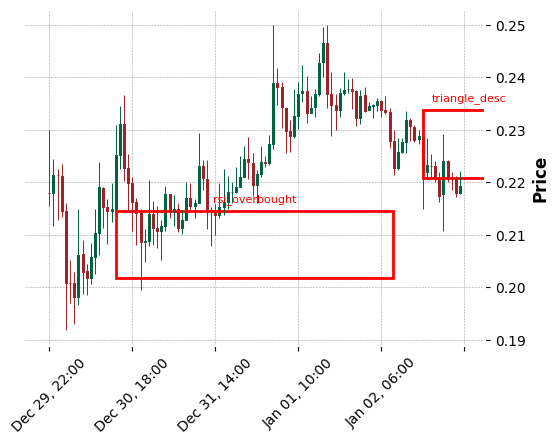 0.25
0.24
triangle_desc
0.23
0.22
rsi_overbought
0.21
0.20
0.19
Price
Dec 29, 22:00
Dec 30, 18:00
Dec 31, 14:00
Jan 01, 10:00
Jan 02, 06:00